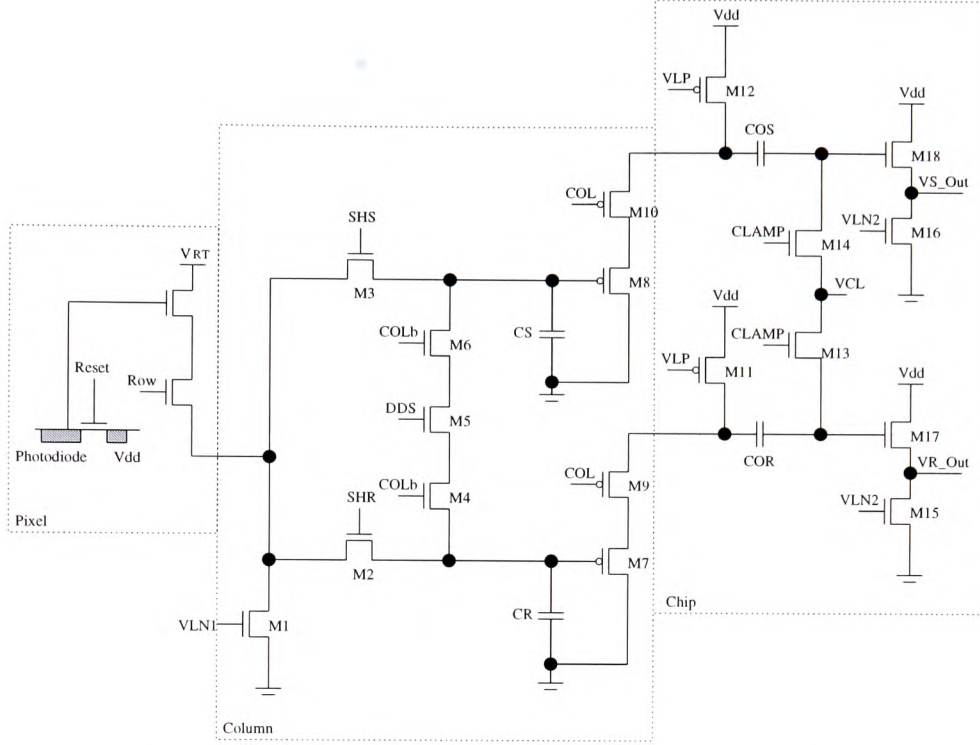 Vdd
VLP
M12
Vdd
COS
M18
COL
M10
VS_Out
SHS
CLAMP
M14
VLN2
M16
VRT
M3
M8
VCL
Vdd
COLb
M6
CS
CLAMP
M13
VLP
M11
Vdd
Reset
Row
DDS
M5
M17
Photodiode
Vdd
COR
VR_Out
COLb
M4
COL
M9
SHR
VLN2
M15
Pixel
M2
M7
Chip
VLN1
M1
CR
Column